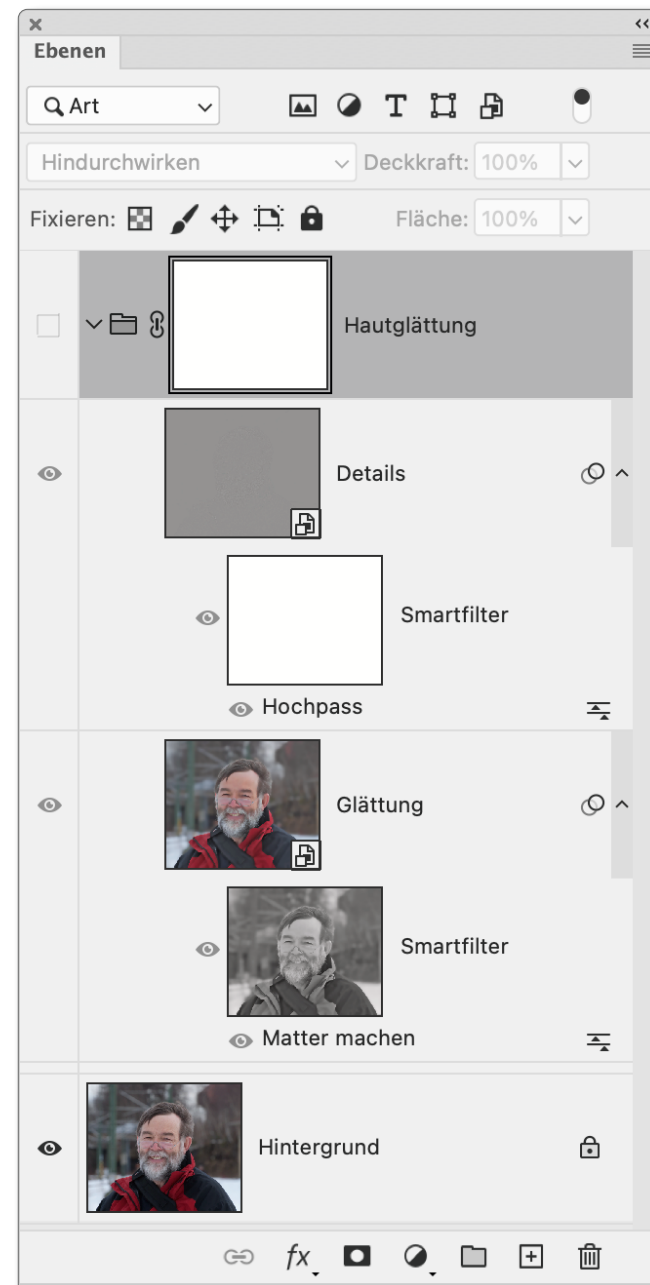 Ebenen
Art
Hindurchwirken Deckkraft: 100%
Fixieren: Fläche: 100%
Hautglättung
Details
Smartfilter
Hochpass
Glättung
Smartfilter
Matter machen
Hintergrund
fx